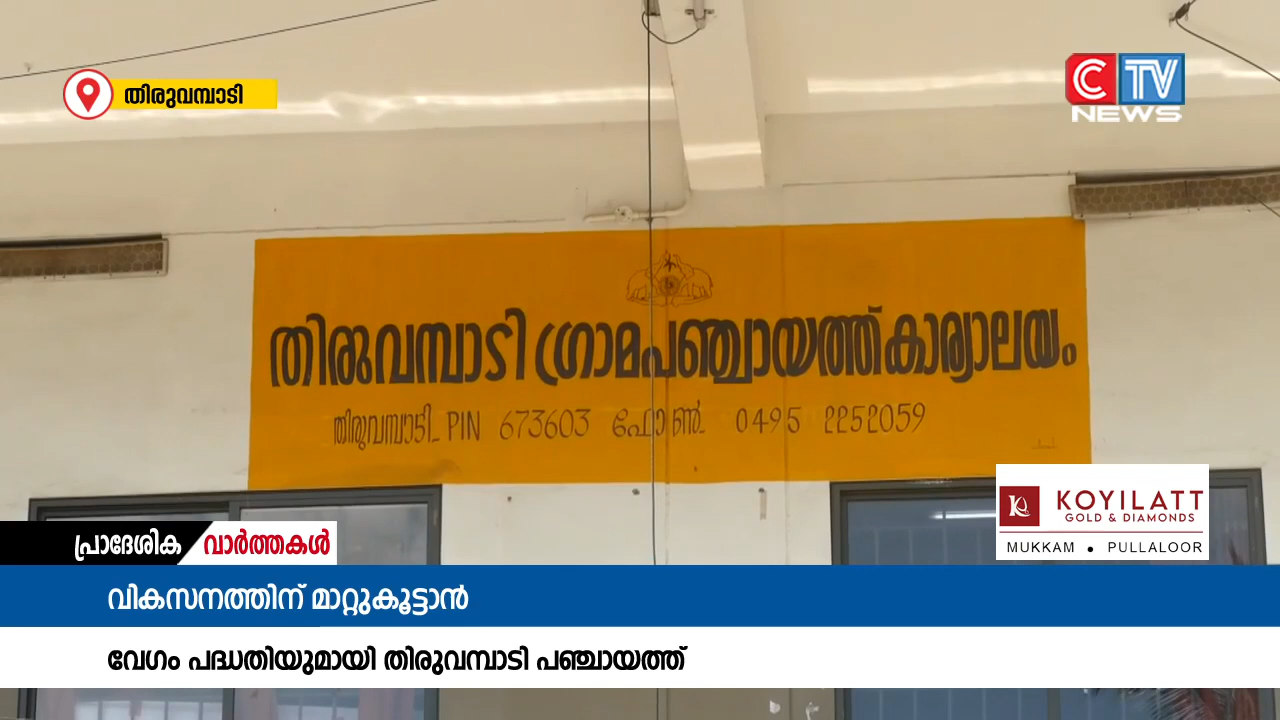 തിരുവമ്പാടി
CTV
NEWS
തിരുവമ്പാടി ഗ്രാമപഞ്ചായത്ത് കാര്യാലയം
തിരുവമ്പാടി. PIN 673603 ഫോൺ. 0495 2252059
KOYILATT
GOLD & DIAMONDS
MUKKAM • PULLALOOR
പ്രാദേശിക വാർത്തകൾ
വികസനത്തിന് മാറ്റുകൂട്ടാൻ
വേഗം പദ്ധതിയുമായി തിരുവമ്പാടി പഞ്ചായത്ത്